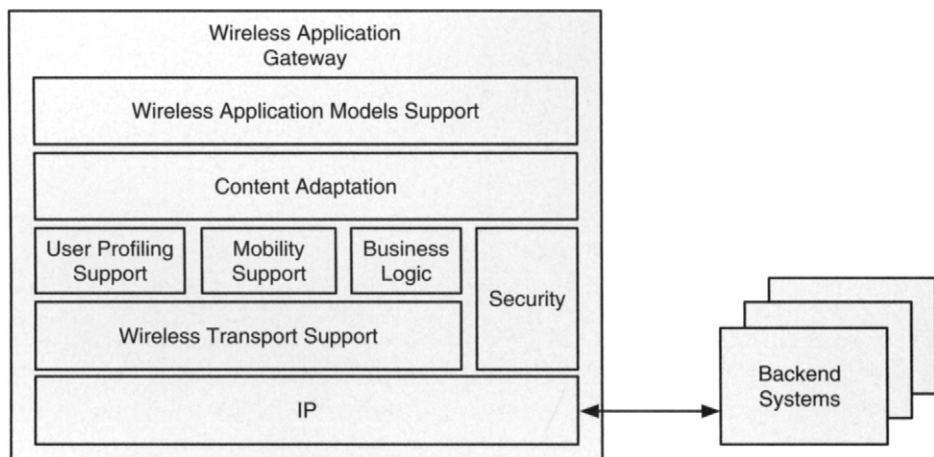 Wireless Application
Gateway
Wireless Application Models Support
Content Adaptation
User Profiling
Support
Mobility
Support
Business
Logic
Security
Wireless Transport Support
IP
Backend
Systems